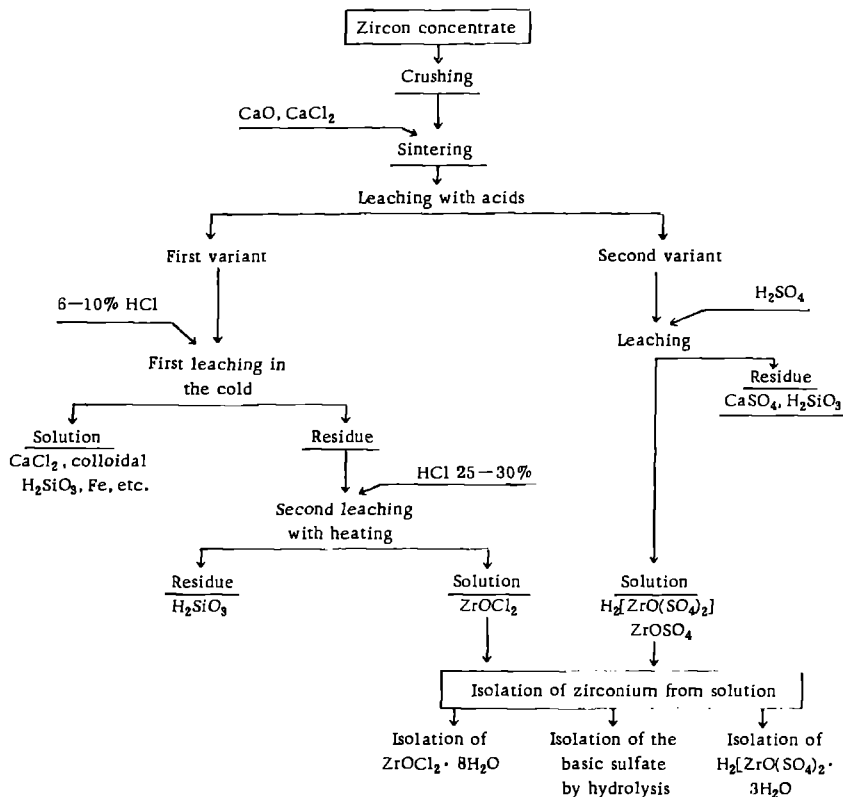 Zircon concentrate
Crushing
CaO, CaCl₂
Sintering
Leaching with acids
First variant
Second variant
6—10% HCl
H₂SO₄
Leaching
First leaching in
the cold
Residue
CaSO₄, H₂SiO₃
Solution
CaCl₂, colloidal
H₂SiO₃, Fe, etc.
Residue
HCl 25—30%
Second leaching
with heating
Residue
H₂SiO₃
Solution
ZrOCl₂
Solution
H₂[ZrO(SO₄)₂]
ZrOSO₄
Isolation of zirconium from solution
Isolation of
ZrOCl₂ · 8H₂O
Isolation of the
basic sulfate
by hydrolysis
Isolation of
H₂[ZrO(SO₄)₂ ·
3H₂O